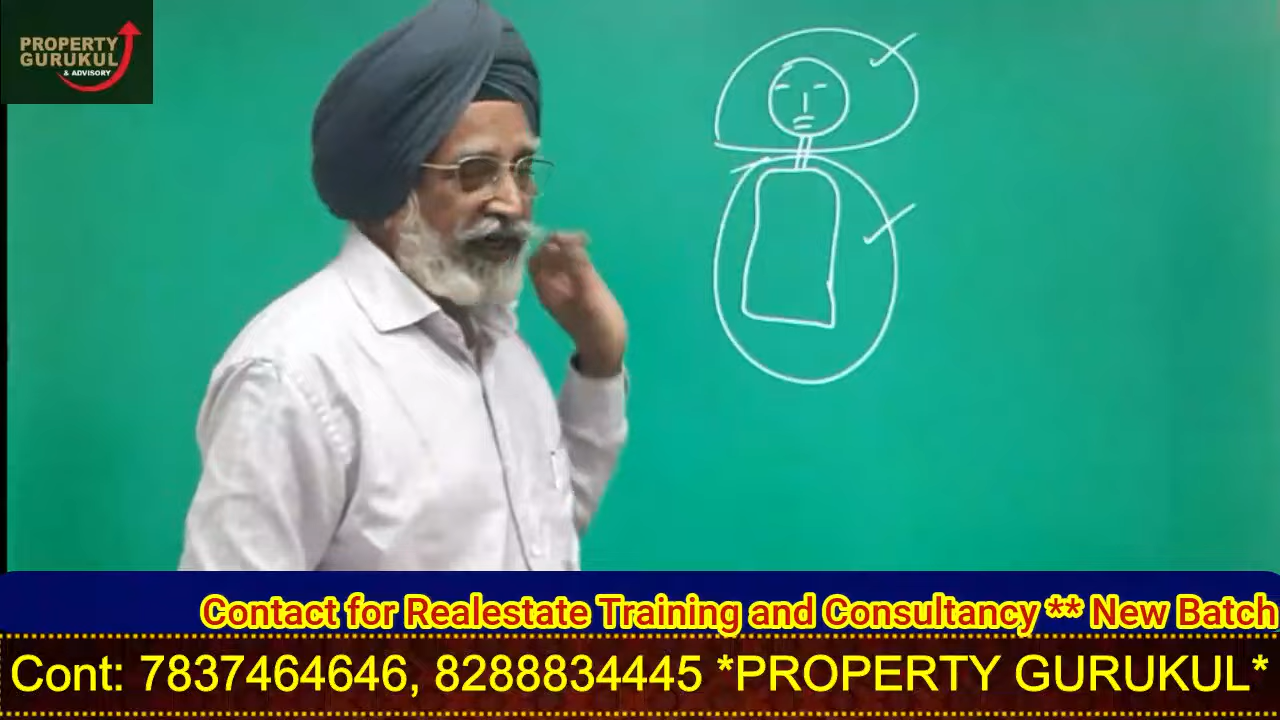 PROPERTY
GURUKUL
& ADVISORY
Contact for Realestate Training and Consultancy ** New Batch
Cont: 7837464646, 8288834445 *PROPERTY GURUKUL*